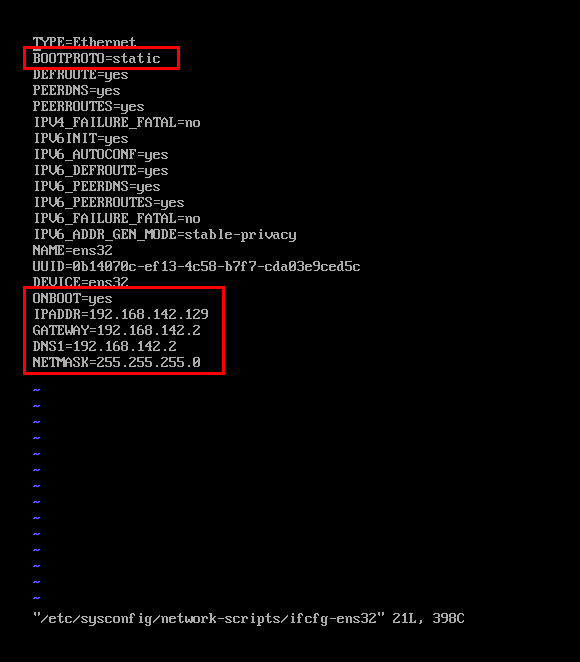 TYPE=Ethernet
BOOTPROTO=static
DEFROUTE=yes
PEERDNS=yes
PEERROUTES=yes
IPV4_FAILURE_FATAL=no
IPV6INIT=yes
IPV6_AUTOCONF=yes
IPV6_DEFROUTE=yes
IPV6_PEERDNS=yes
IPV6_PEERROUTES=yes
IPV6_FAILURE_FATAL=no
IPV6_ADDR_GEN_MODE=stable-privacy
NAME=ens32
UUID=0b14070c-ef13-4c58-b7f7-cda03e9ced5c
DEVICE=ens32
ONBOOT=yes
IPADDR=192.168.142.129
GATEWAY=192.168.142.2
DNS1=192.168.142.2
NETMASK=255.255.255.0
~
~
~
~
~
~
~
~
~
~
~
~
~
~
"/etc/sysconfig/network-scripts/ifcfg-ens32" 21L, 398C